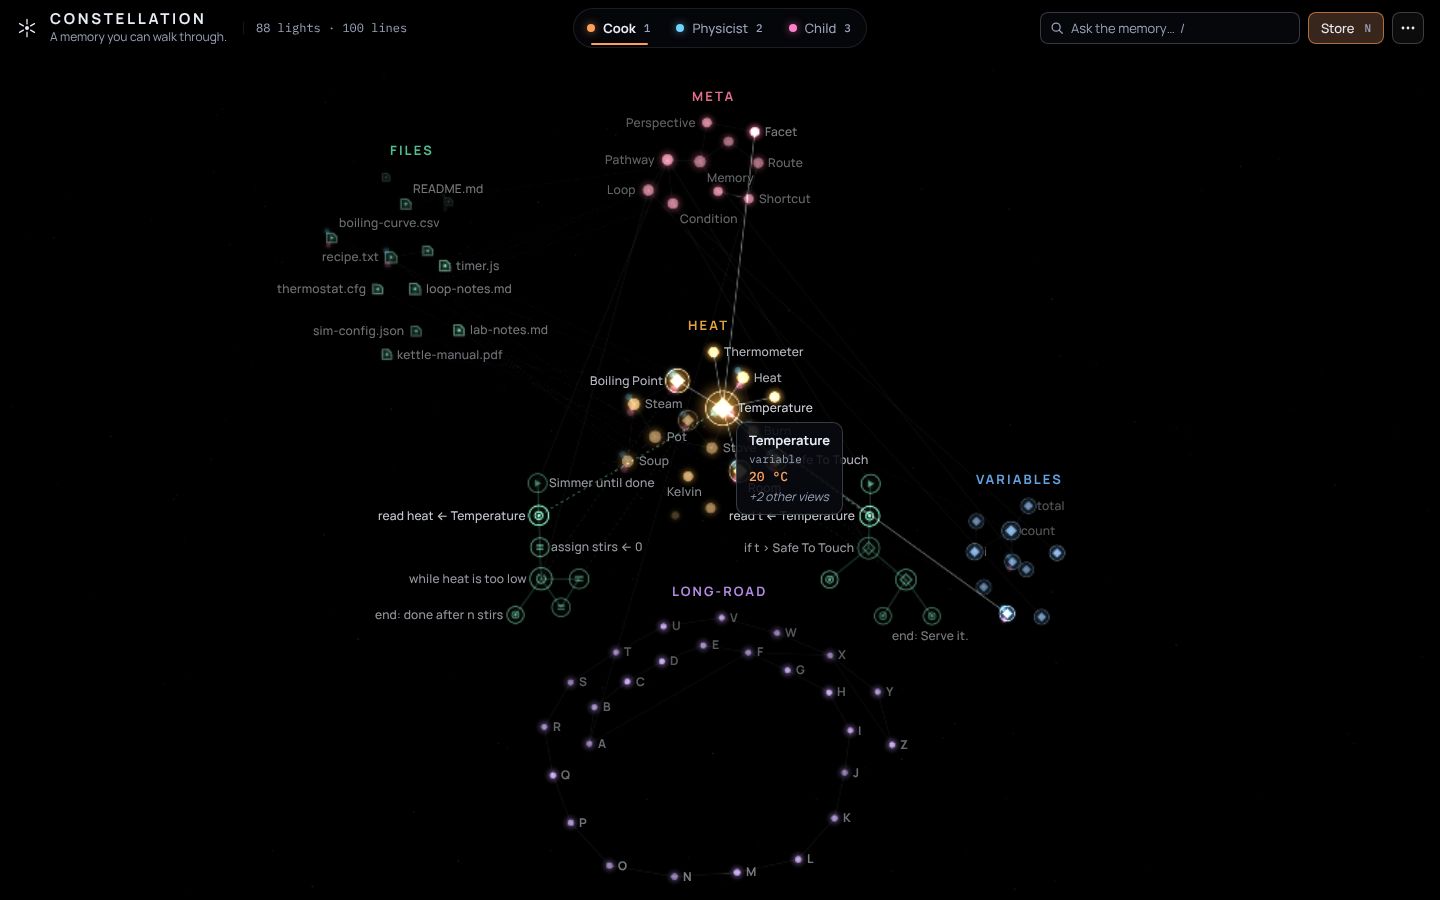 CONSTELLATION
A memory you can walk through.
88 lights · 100 lines
Cook 1
Physicist 2
Child 3
Ask the memory… /
Store N
META
Perspective
Facet
Pathway
Route
Memory
Loop
Shortcut
Condition
FILES
README.md
boiling-curve.csv
recipe.txt
timer.js
thermostat.cfg
loop-notes.md
sim-config.json
lab-notes.md
kettle-manual.pdf
HEAT
Thermometer
Boiling Point
Heat
Steam
Temperature
Pot
Soup
Kelvin
Temperature
variable
20 °C
+2 other views
Simmer until done
read heat ← Temperature
assign stirs ← 0
while heat is too low
end: done after n stirs
read t ← Temperature
if t > Safe To Touch
end: Serve it.
VARIABLES
total
count
i
LONG-ROAD
U
V
W
T
D
E
F
X
S
C
G
B
H
Y
R
A
I
Z
Q
J
P
K
O
N
M
L